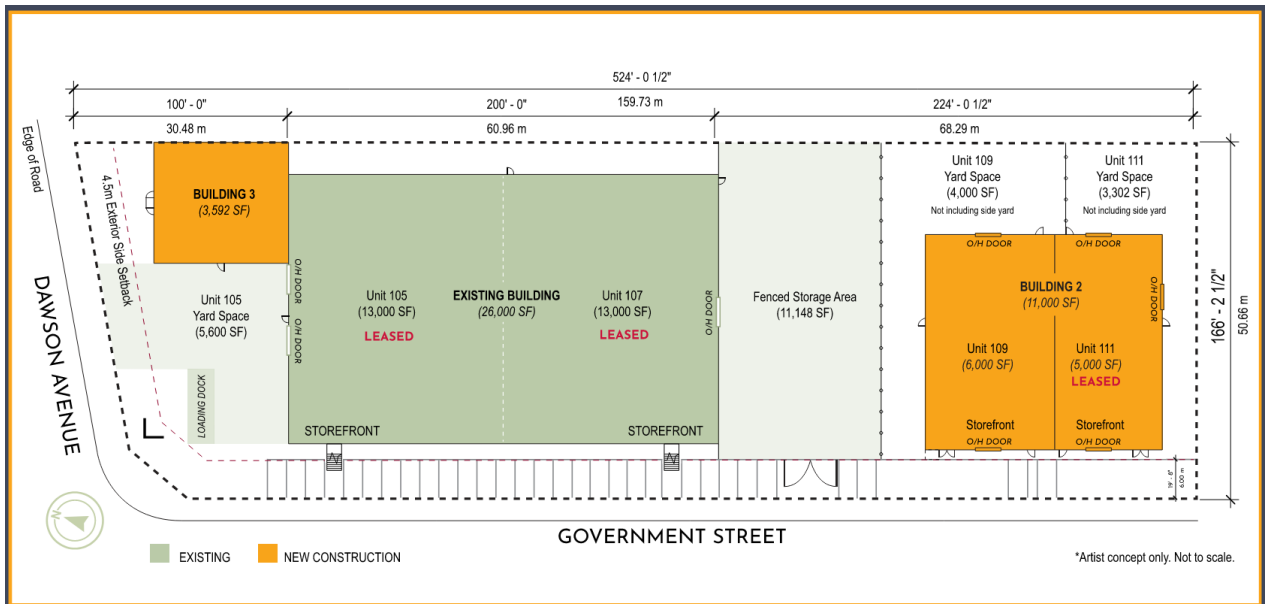 524' - 0 1/2"
100' - 0"
200' - 0"
159.73 m
224' - 0 1/2"
30.48 m
60.96 m
68.29 m
Edge of Road
4.5m Exterior Side Setback
BUILDING 3
(3,592 SF)
Unit 109
Yard Space
(4,000 SF)
Not including side yard
Unit 111
Yard Space
(3,302 SF)
Not including side yard
O/H DOOR
O/H DOOR
DAWSON AVENUE
Unit 105
Yard Space
(5,600 SF)
O/H DOOR
O/H DOOR
Unit 105
(13,000 SF)
LEASED
EXISTING BUILDING
(26,000 SF)
Unit 107
(13,000 SF)
LEASED
O/H DOOR
Fenced Storage Area
(11,148 SF)
BUILDING 2
(11,000 SF)
O/H DOOR
Unit 109
(6,000 SF)
Unit 111
(5,000 SF)
LEASED
166' - 2 1/2"
50.66 m
LOADING DOCK
STOREFRONT
STOREFRONT
Storefront
O/H DOOR
Storefront
O/H DOOR
19' - 8"
6.00 m
N
GOVERNMENT STREET
EXISTING
NEW CONSTRUCTION
*Artist concept only. Not to scale.